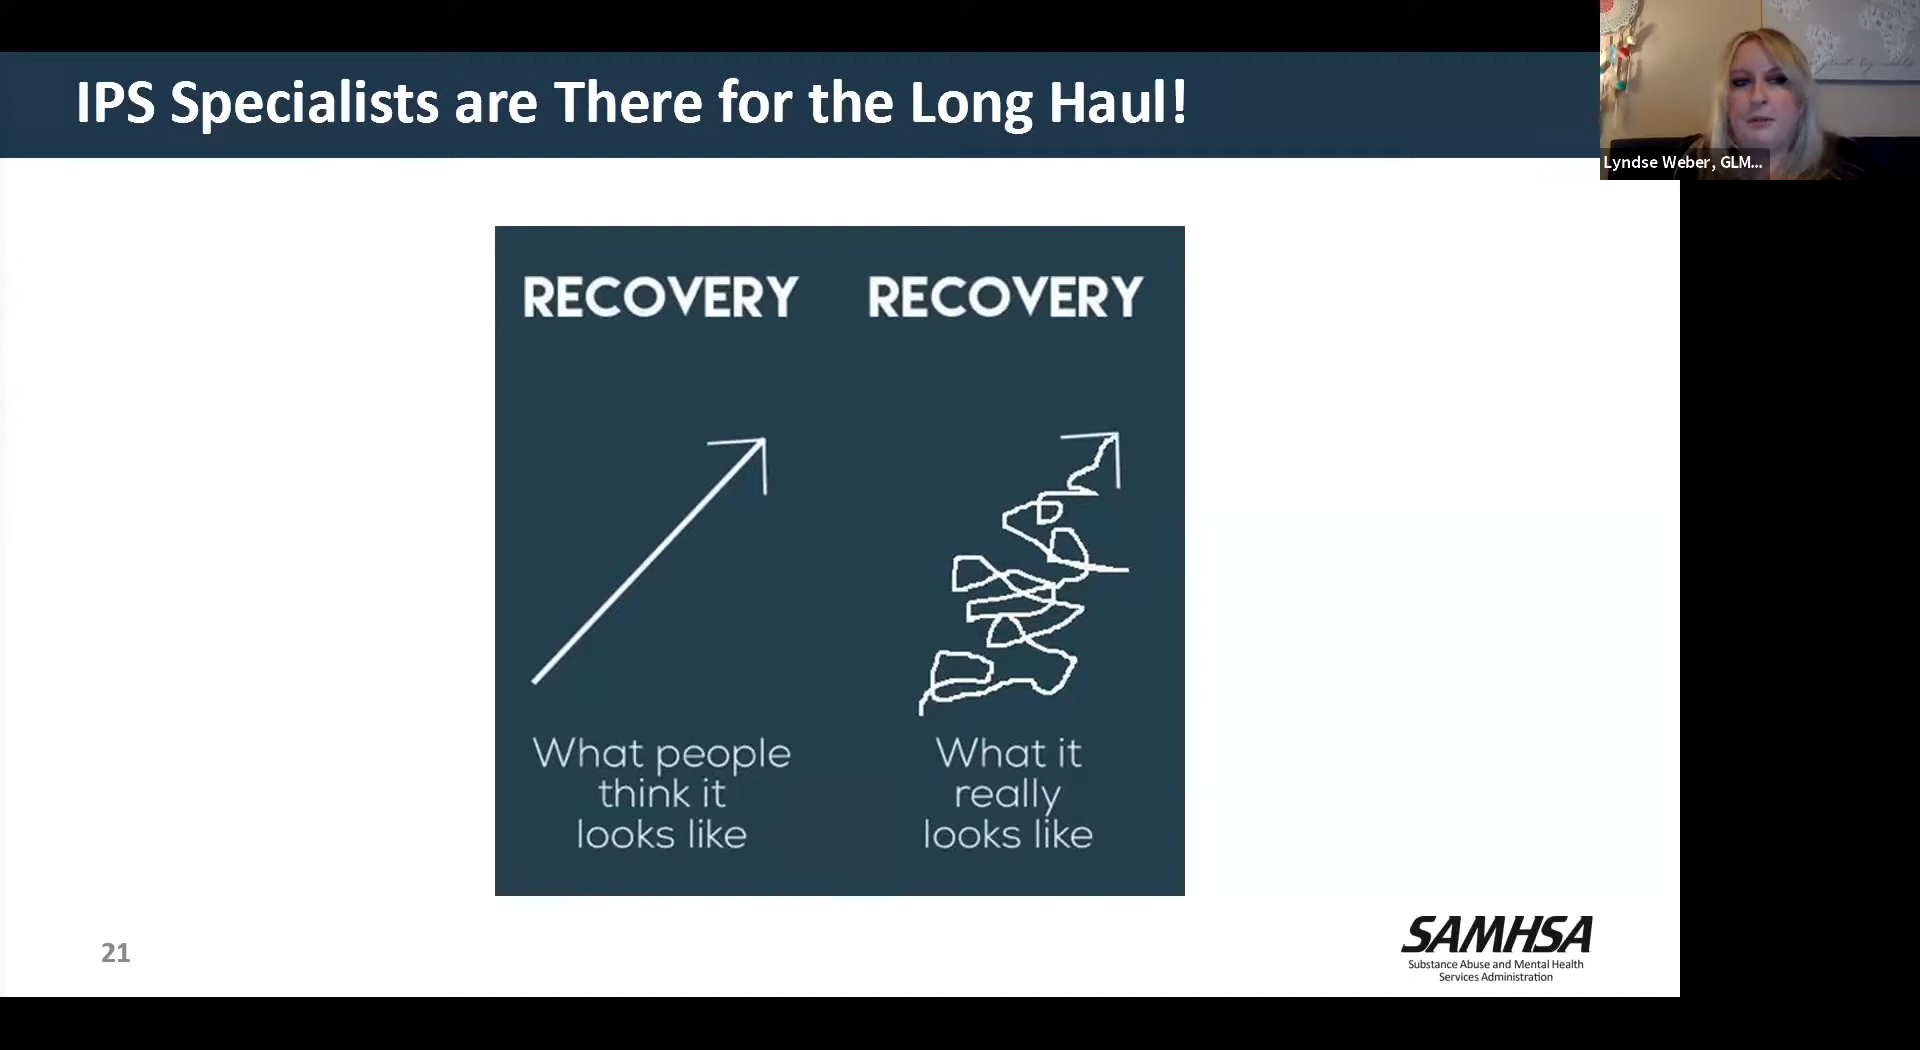 IPS Specialists are There for the Long Haul!
Lyndse Weber, GLM...
RECOVERY
RECOVERY
What people
think it
looks like
What it
really
looks like
21
SAMHSA
Substance Abuse and Mental Health
Services Administration